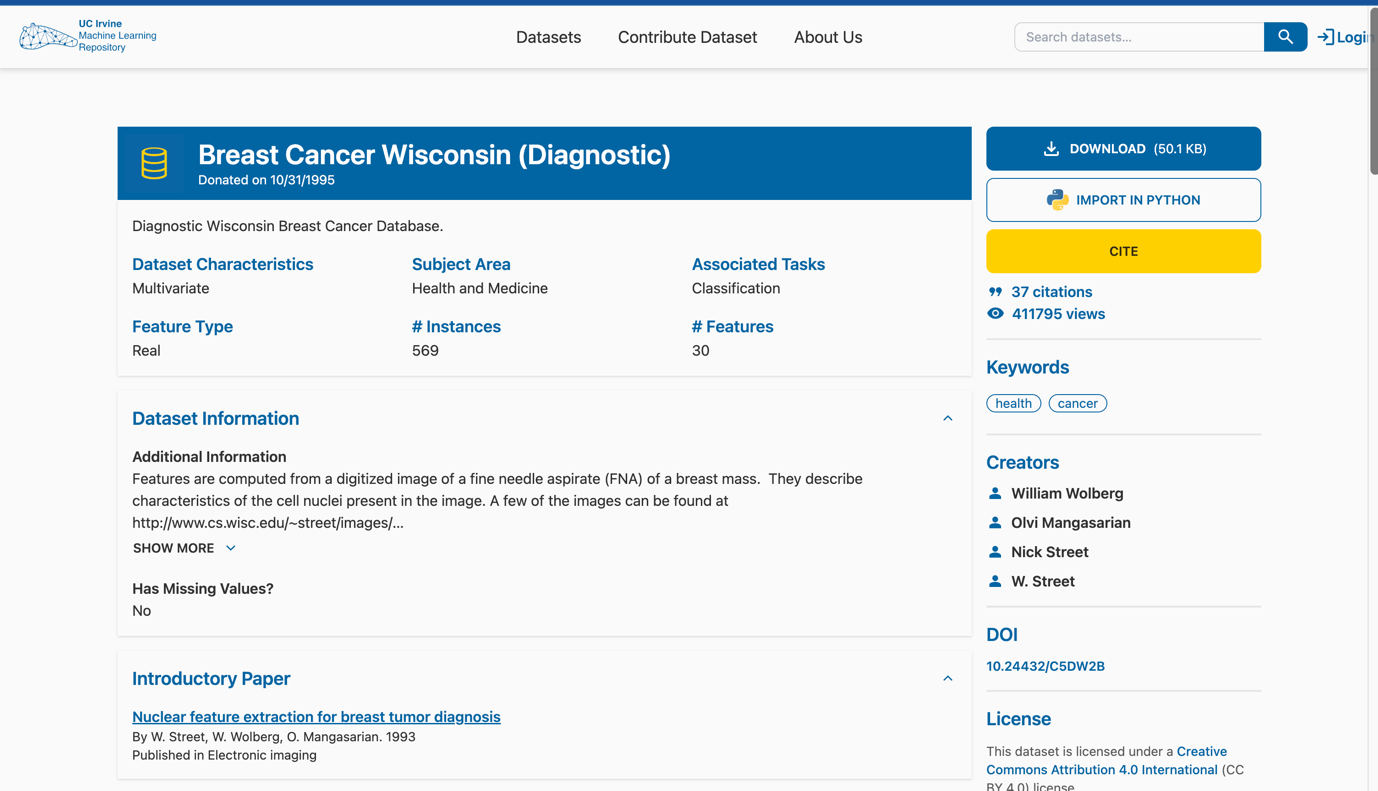 UC Irvine
Machine Learning
Repository
Datasets
Contribute Dataset
About Us
Search datasets...
Login
Breast Cancer Wisconsin (Diagnostic)
Donated on 10/31/1995
Diagnostic Wisconsin Breast Cancer Database.
Dataset Characteristics
Multivariate
Subject Area
Health and Medicine
Associated Tasks
Classification
Feature Type
Real
# Instances
569
# Features
30
Dataset Information
Additional Information
Features are computed from a digitized image of a fine needle aspirate (FNA) of a breast mass.  They describe
characteristics of the cell nuclei present in the image. A few of the images can be found at
http://www.cs.wisc.edu/~street/images/...
SHOW MORE
Has Missing Values?
No
Introductory Paper
Nuclear feature extraction for breast tumor diagnosis
By W. Street, W. Wolberg, O. Mangasarian. 1993
Published in Electronic imaging
DOWNLOAD (50.1 KB)
IMPORT IN PYTHON
CITE
37 citations
411795 views
Keywords
health
cancer
Creators
William Wolberg
Olvi Mangasarian
Nick Street
W. Street
DOI
10.24432/C5DW2B
License
This dataset is licensed under a Creative
Commons Attribution 4.0 International (CC
BY 4.0) license